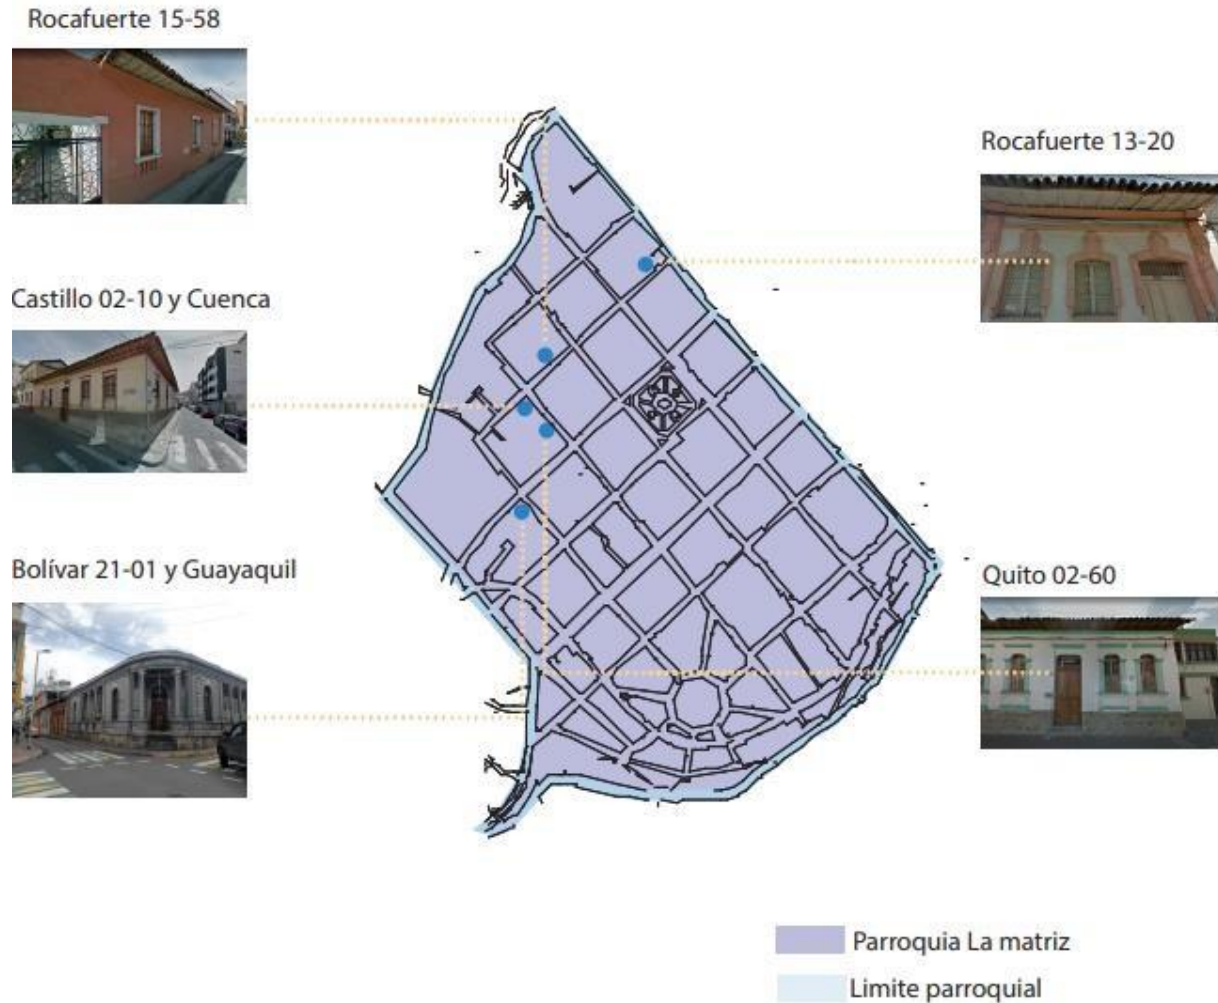 Rocafuerte 15-58
Rocafuerte 13-20
Castillo 02-10 y Cuenca
Bolívar 21-01 y Guayaquil
Quito 02-60
Parroquia La matriz
Limite parroquial